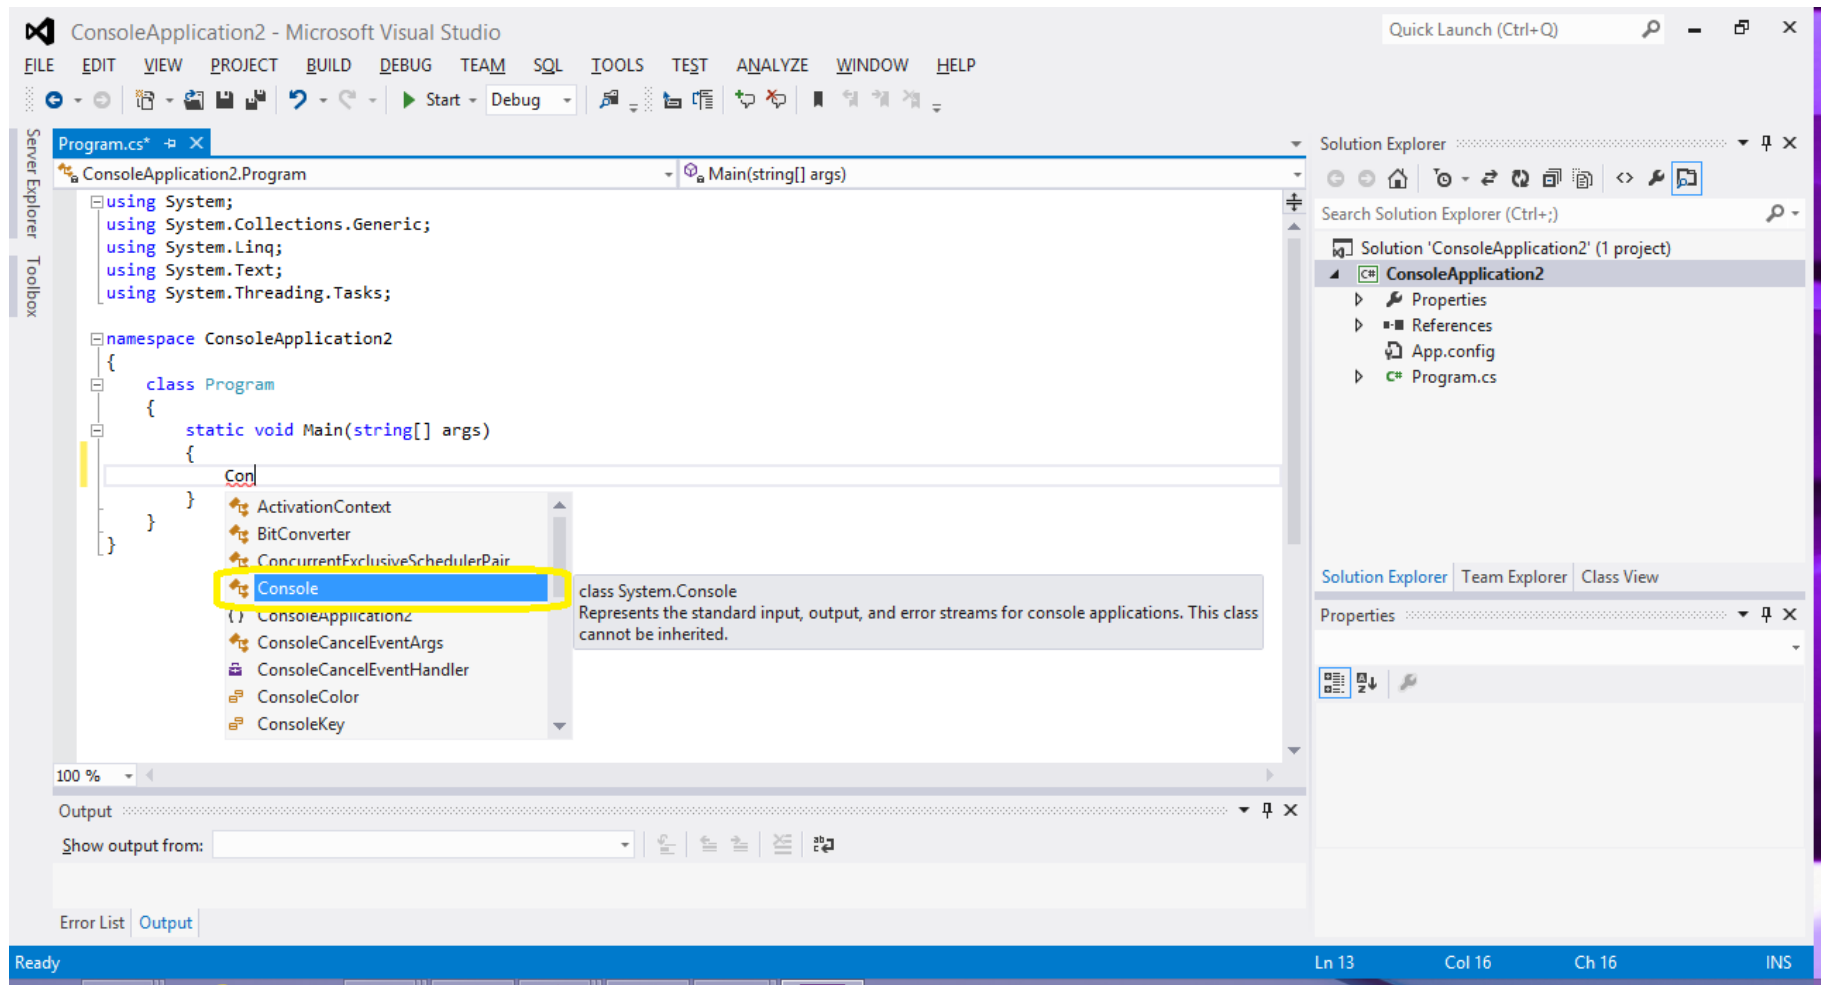 ConsoleApplication2 - Microsoft Visual Studio
Quick Launch (Ctrl+Q)
FILE EDIT VIEW PROJECT BUILD DEBUG TEAM SQL TOOLS TEST ANALYZE WINDOW HELP
Start Debug
Server Explorer
Toolbox
Program.cs*
ConsoleApplication2.Program
Main(string[] args)
using System;
using System.Collections.Generic;
using System.Linq;
using System.Text;
using System.Threading.Tasks;
namespace ConsoleApplication2
{
class Program
{
static void Main(string[] args)
{
Con
}
}
}
ActivationContext
BitConverter
ConcurrentExclusiveSchedulerPair
Console
ConsoleApplication2
ConsoleCancelEventArgs
ConsoleCancelEventHandler
ConsoleColor
ConsoleKey
class System.Console
Represents the standard input, output, and error streams for console applications. This class
cannot be inherited.
100 %
Output
Show output from:
Error List Output
Solution Explorer
Search Solution Explorer (Ctrl+;)
Solution 'ConsoleApplication2' (1 project)
C# ConsoleApplication2
Properties
References
App.config
C# Program.cs
Solution Explorer Team Explorer Class View
Properties
Ready
Ln 13 Col 16 Ch 16 INS